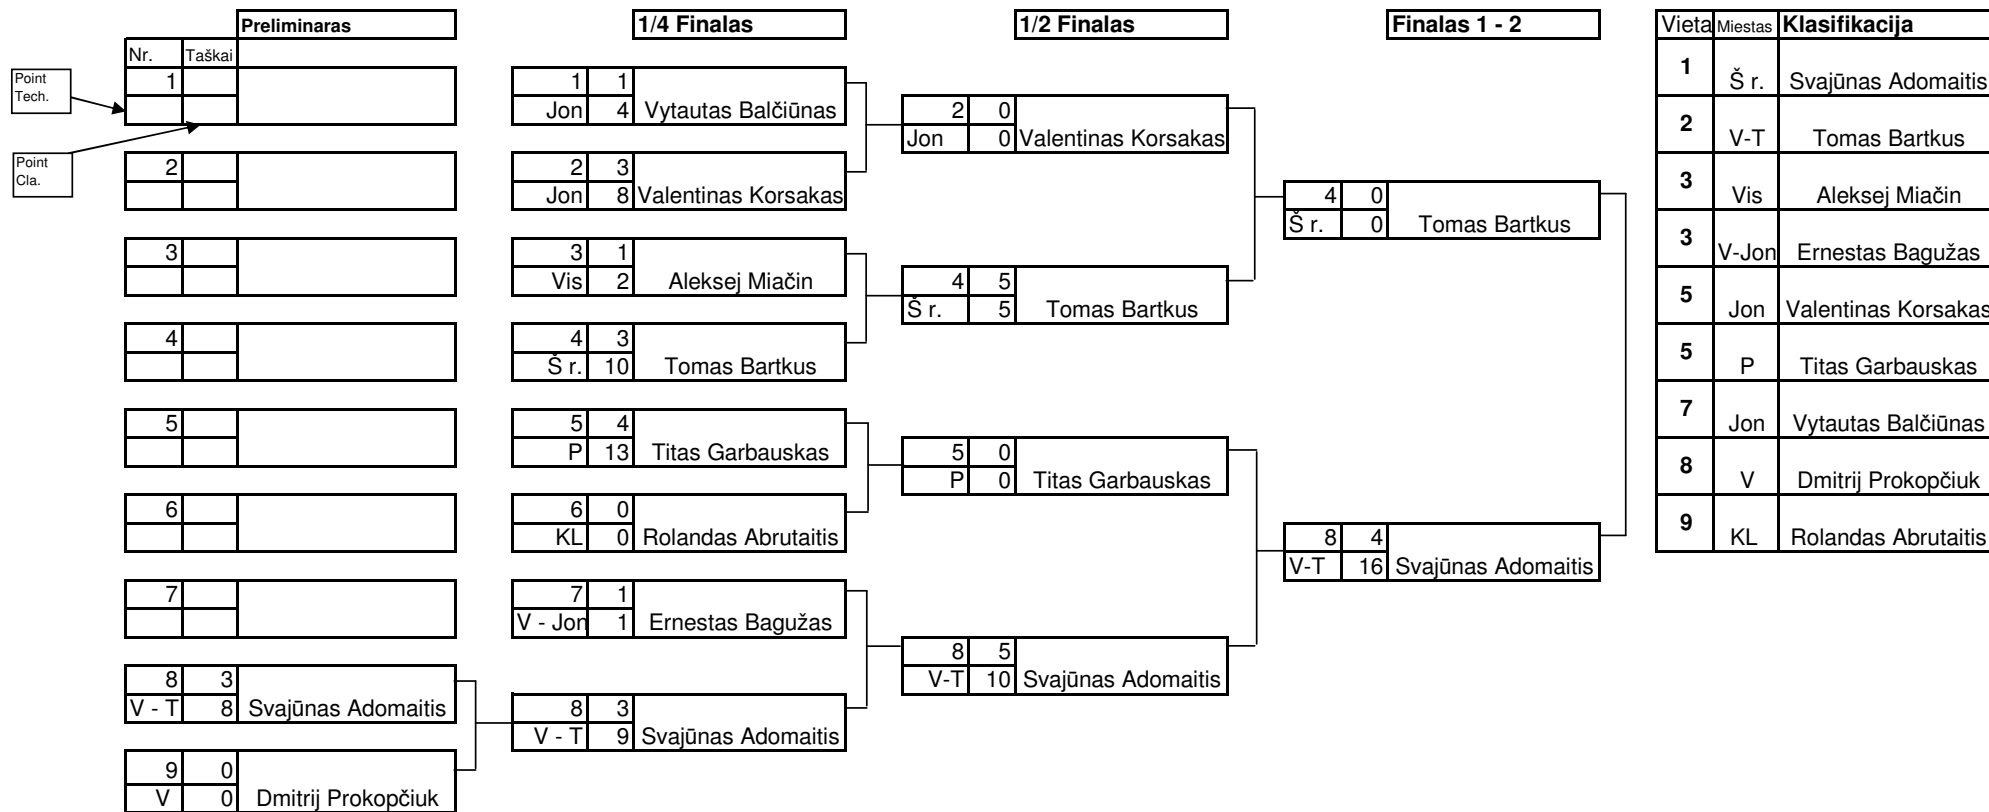 Preliminaras 1/4 Finalas 1/2 Finalas Finalas 1 - 2 Vieta Miestas Klasifikacija
Nr. Taškai
Point
Tech.
Point
Cla.
1
2
3
4
5
6
7
8 3
V - T 8 Svajūnas Adomaitis
9 0
V 0 Dmitrij Prokopčiuk
1 1
Jon 4 Vytautas Balčiūnas
2 3
Jon 8 Valentinas Korsakas
3 1
Vis 2 Aleksej Miačin
4 3
Š r. 10 Tomas Bartkus
5 4
P 13 Titas Garbauskas
6 0
KL 0 Rolandas Abrutaitis
7 1
V - Jon 1 Ernestas Bagužas
8 3
V - T 9 Svajūnas Adomaitis
2 0
Jon 0 Valentinas Korsakas
4 5
Š r. 5 Tomas Bartkus
5 0
P 0 Titas Garbauskas
8 5
V-T 10 Svajūnas Adomaitis
4 0
Š r. 0 Tomas Bartkus
8 4
V-T 16 Svajūnas Adomaitis
1 Š r. Svajūnas Adomaitis
2 V-T Tomas Bartkus
3 Vis Aleksej Miačin
3 V-Jon Ernestas Bagužas
5 Jon Valentinas Korsakas
5 P Titas Garbauskas
7 Jon Vytautas Balčiūnas
8 V Dmitrij Prokopčiuk
9 KL Rolandas Abrutaitis